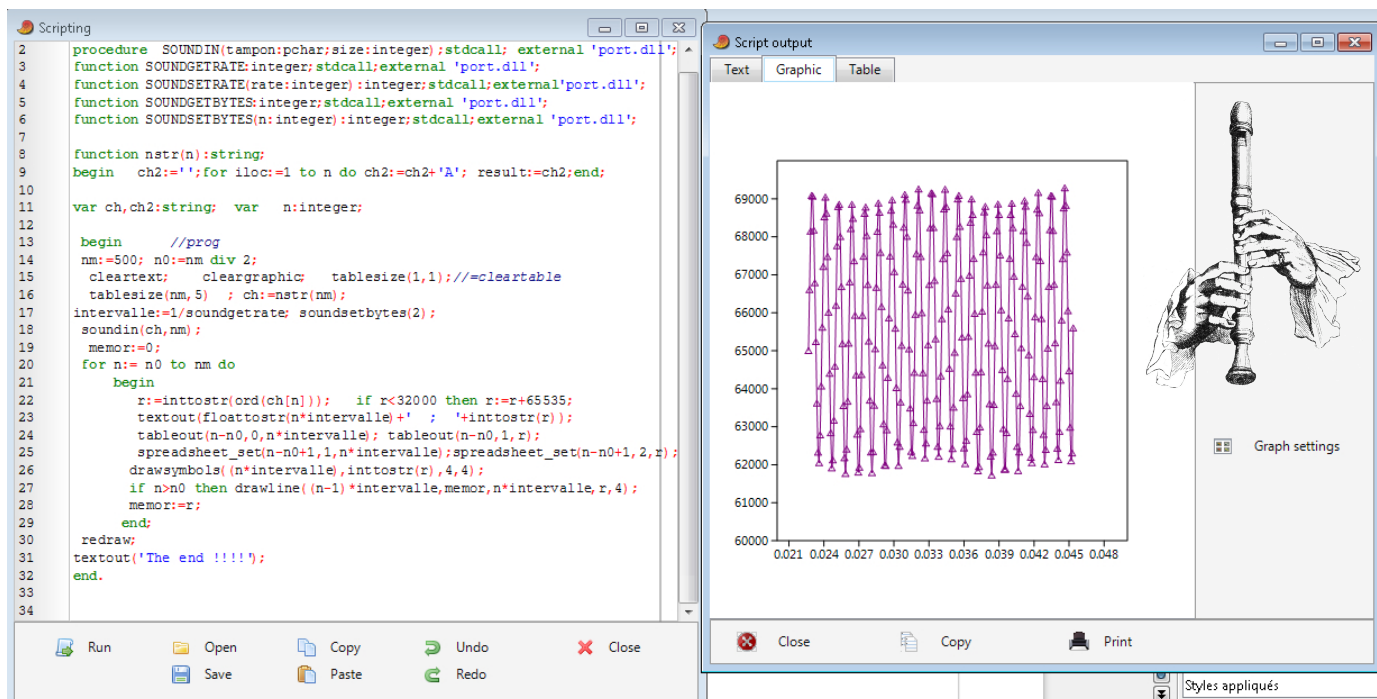 Scripting
2 procedure SOUNDIN(tampon:pchar;size:integer);stdcall; external 'port.dll';
3 function SOUNDGETRATE:integer;stdcall;external 'port.dll';
4 function SOUNDSETRATE(rate:integer):integer;stdcall;external'port.dll';
5 function SOUNDGETBYTES:integer;stdcall;external 'port.dll';
6 function SOUNDSETBYTES(n:integer):integer;stdcall;external 'port.dll';
7
8 function nstr(n):string;
9 begin ch2:='';for iloc:=1 to n do ch2:=ch2+'A'; result:=ch2;end;
10
11 var ch,ch2:string; var n:integer;
12
13 begin //prog
14 nm:=500; n0:=nm div 2;
15 cleartext; cleargraphic; tablesize(1,1);//=cleartable
16 tablesize(nm,5) ; ch:=nstr(nm);
17 intervalle:=1/soundgetrate; soundsetbytes(2);
18 soundin(ch,nm);
19 memor:=0;
20 for n:= n0 to nm do
21 begin
22 r:=inttostr(ord(ch[n])); if r<32000 then r:=r+65535;
23 textout(floattostr(n*intervalle)+' ; '+inttostr(r));
24 tableout(n-n0,0,n*intervalle); tableout(n-n0,1,r);
25 spreadsheet_set(n-n0+1,1,n*intervalle);spreadsheet_set(n-n0+1,2,r);
26 drawsymbols((n*intervalle),inttostr(r),4,4);
27 if n>n0 then drawline((n-1)*intervalle,memor,n*intervalle,r,4);
28 memor:=r;
29 end;
30 redraw;
31 textout('The end !!!!');
32 end.
33
34
Run Open Copy Undo Close
Save Paste Redo
Script output
Text Graphic Table
69000
68000
67000
66000
65000
64000
63000
62000
61000
60000
0.021 0.024 0.027 0.030 0.033 0.036 0.039 0.042 0.045 0.048
Graph settings
Close Copy Print
Styles appliqués